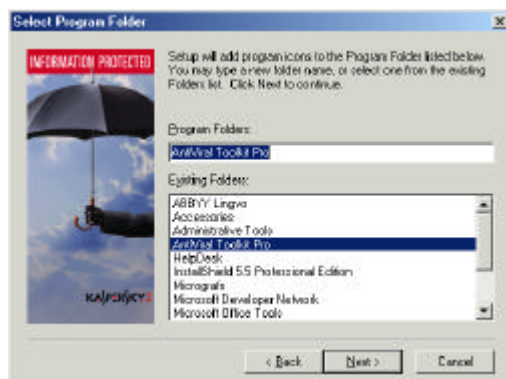 Select Program Folder
INFORMATION PROTECTED
Setup will add program icons to the Program Folder listed below.
You may type a new folder name, or select one from the existing
Folders list. Click Next to continue.
Program Folders:
AntiViral Toolkit Pro
Existing Folders:
ABBYY Lingvo
Accessories
Administrative Tools
AntiViral Toolkit Pro
HelpDesk
InstallShield 5.5 Professional Edition
Micrografx
Microsoft Developer Network
Microsoft Office Tools
KASPERSKY
< Back
Next >
Cancel